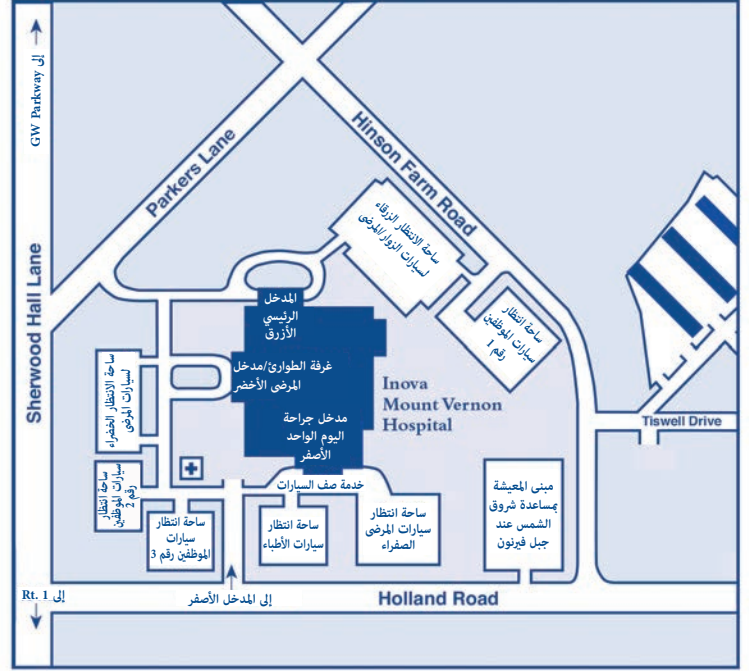 إلى GW Parkway
Parkers Lane
Hinson Farm Road
Sherwood Hall Lane
ساحة الانتظار الزرقاء
لسيارات الزوار/المرضى
ساحة انتظار
سيارات الموظفين
رقم 1
المدخل
الرئيسي
الأزرق
غرفة الطوارئ/مدخل
المرضى الأخضر
مدخل جراحة
اليوم الواحد
الأصفر
Inova
Mount Vernon
Hospital
ساحة الانتظار الخضراء
لسيارات المرضى
Tiswell Drive
ساحة انتظار
سيارات الموظفين
رقم 2
خدمة صف السيارات
ساحة انتظار
سيارات
الموظفين رقم 3
ساحة انتظار
سيارات الأطباء
ساحة انتظار
سيارات المرضى
الصفراء
مبنى المعيشة
بمساعدة شروق
الشمس عند
جبل فيرنون
إلى Rt. 1
إلى المدخل الأصفر
Holland Road